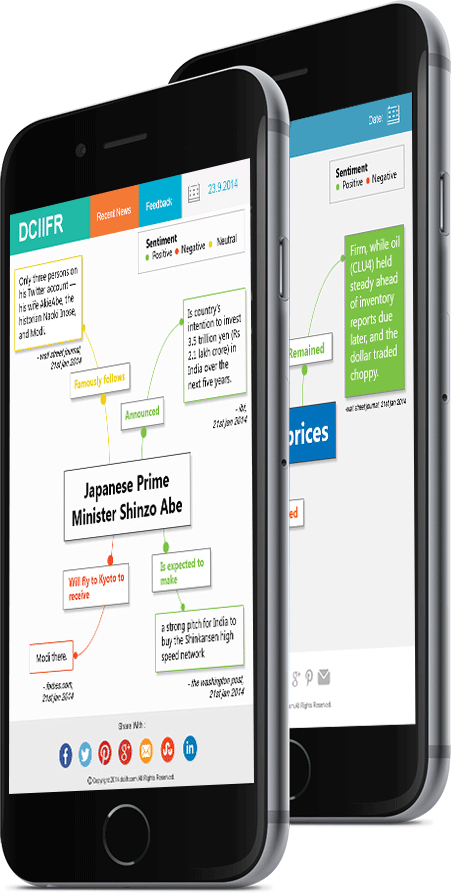 DCIIFR
Recent News
Feedback
23.9.2014
Sentiment
Positive Negative Neutral
Only three persons on
his Twitter account —
his wife AkieAbe, the
historian Naoki Inose,
and Modi.
- wall street journal,
21st jan 2014
Famously follows
Is country's
intention to invest
3.5 trillion yen (Rs
2.1 lakh crore) in
India over the
next five years.
21st jan 2014
Announced
Japanese Prime
Minister Shinzo Abe
Will fly to Kyoto to
receive
Is expected to
make
Modi there.
- forbes.com,
21st jan 2014
a strong pitch for India to
buy the Shinkansen high
speed network
- the washington post,
21st jan 2014
Share With :
© Copyright 2014 dciifr.com All Rights Reserved.
Date:
Sentiment
Positive Negative
Firm, while oil
(CLU4) held
steady ahead
of inventory
reports due
later, and the
dollar traded
choppy.
-wall street journal 21st jan 2014
Remained
prices
ed
.com All Rights Reserved.